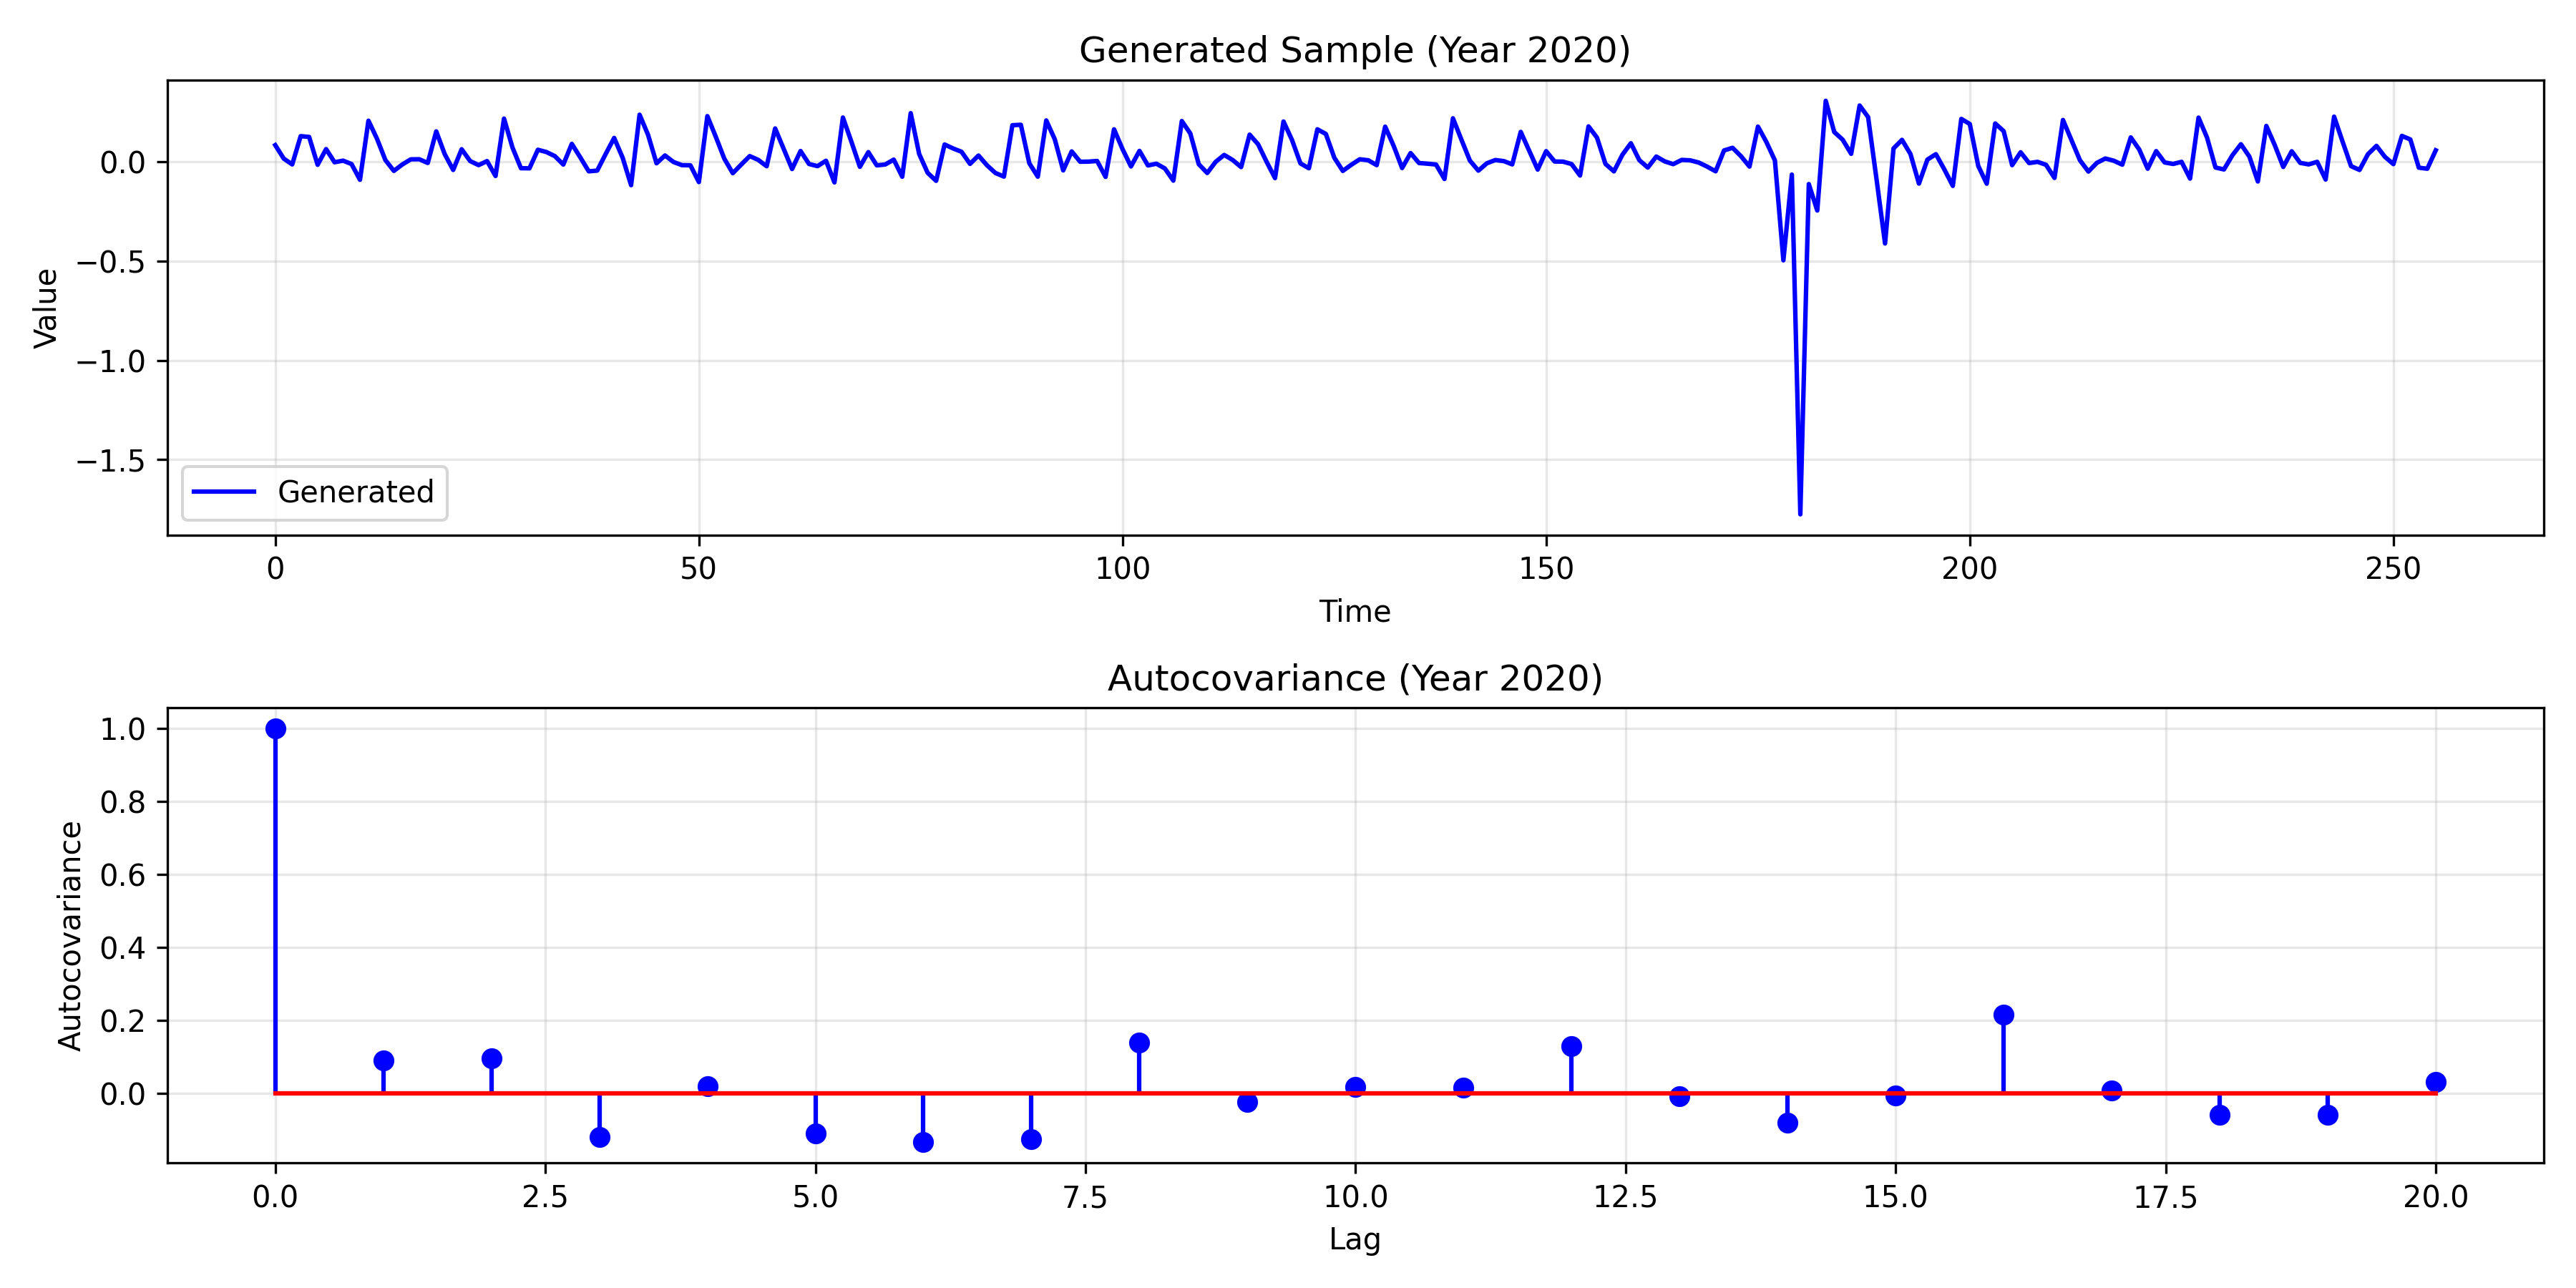 Generated Sample (Year 2020)
Value
0.0
−0.5
−1.0
−1.5
Generated
0 50 100 150 200 250
Time
Autocovariance (Year 2020)
Autocovariance
1.0
0.8
0.6
0.4
0.2
0.0
0.0 2.5 5.0 7.5 10.0 12.5 15.0 17.5 20.0
Lag